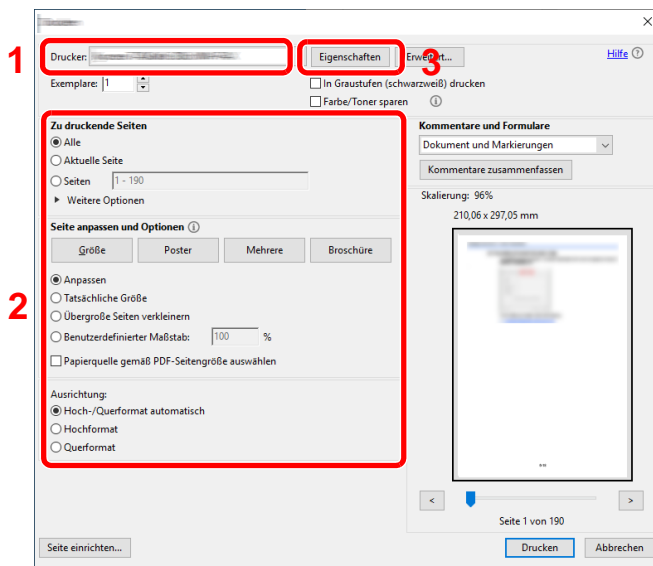 1 Drucker: Eigenschaften 3 Erweitert... Hilfe
Exemplare: 1 In Graustufen (schwarzweiß) drucken
Farbe/Toner sparen
Zu druckende Seiten
Alle
Aktuelle Seite
Seiten 1 - 190
Weitere Optionen
Kommentare und Formulare
Dokument und Markierungen
Kommentare zusammenfassen
Skalierung: 96%
210,06 x 297,05 mm
2
Seite anpassen und Optionen
Größe Poster Mehrere Broschüre
Anpassen
Tatsächliche Größe
Übergroße Seiten verkleinern
Benutzerdefinierter Maßstab: 100 %
Papierquelle gemäß PDF-Seitengröße auswählen
Ausrichtung:
Hoch-/Querformat automatisch
Hochformat
Querformat
< >
Seite 1 von 190
Seite einrichten... Drucken Abbrechen